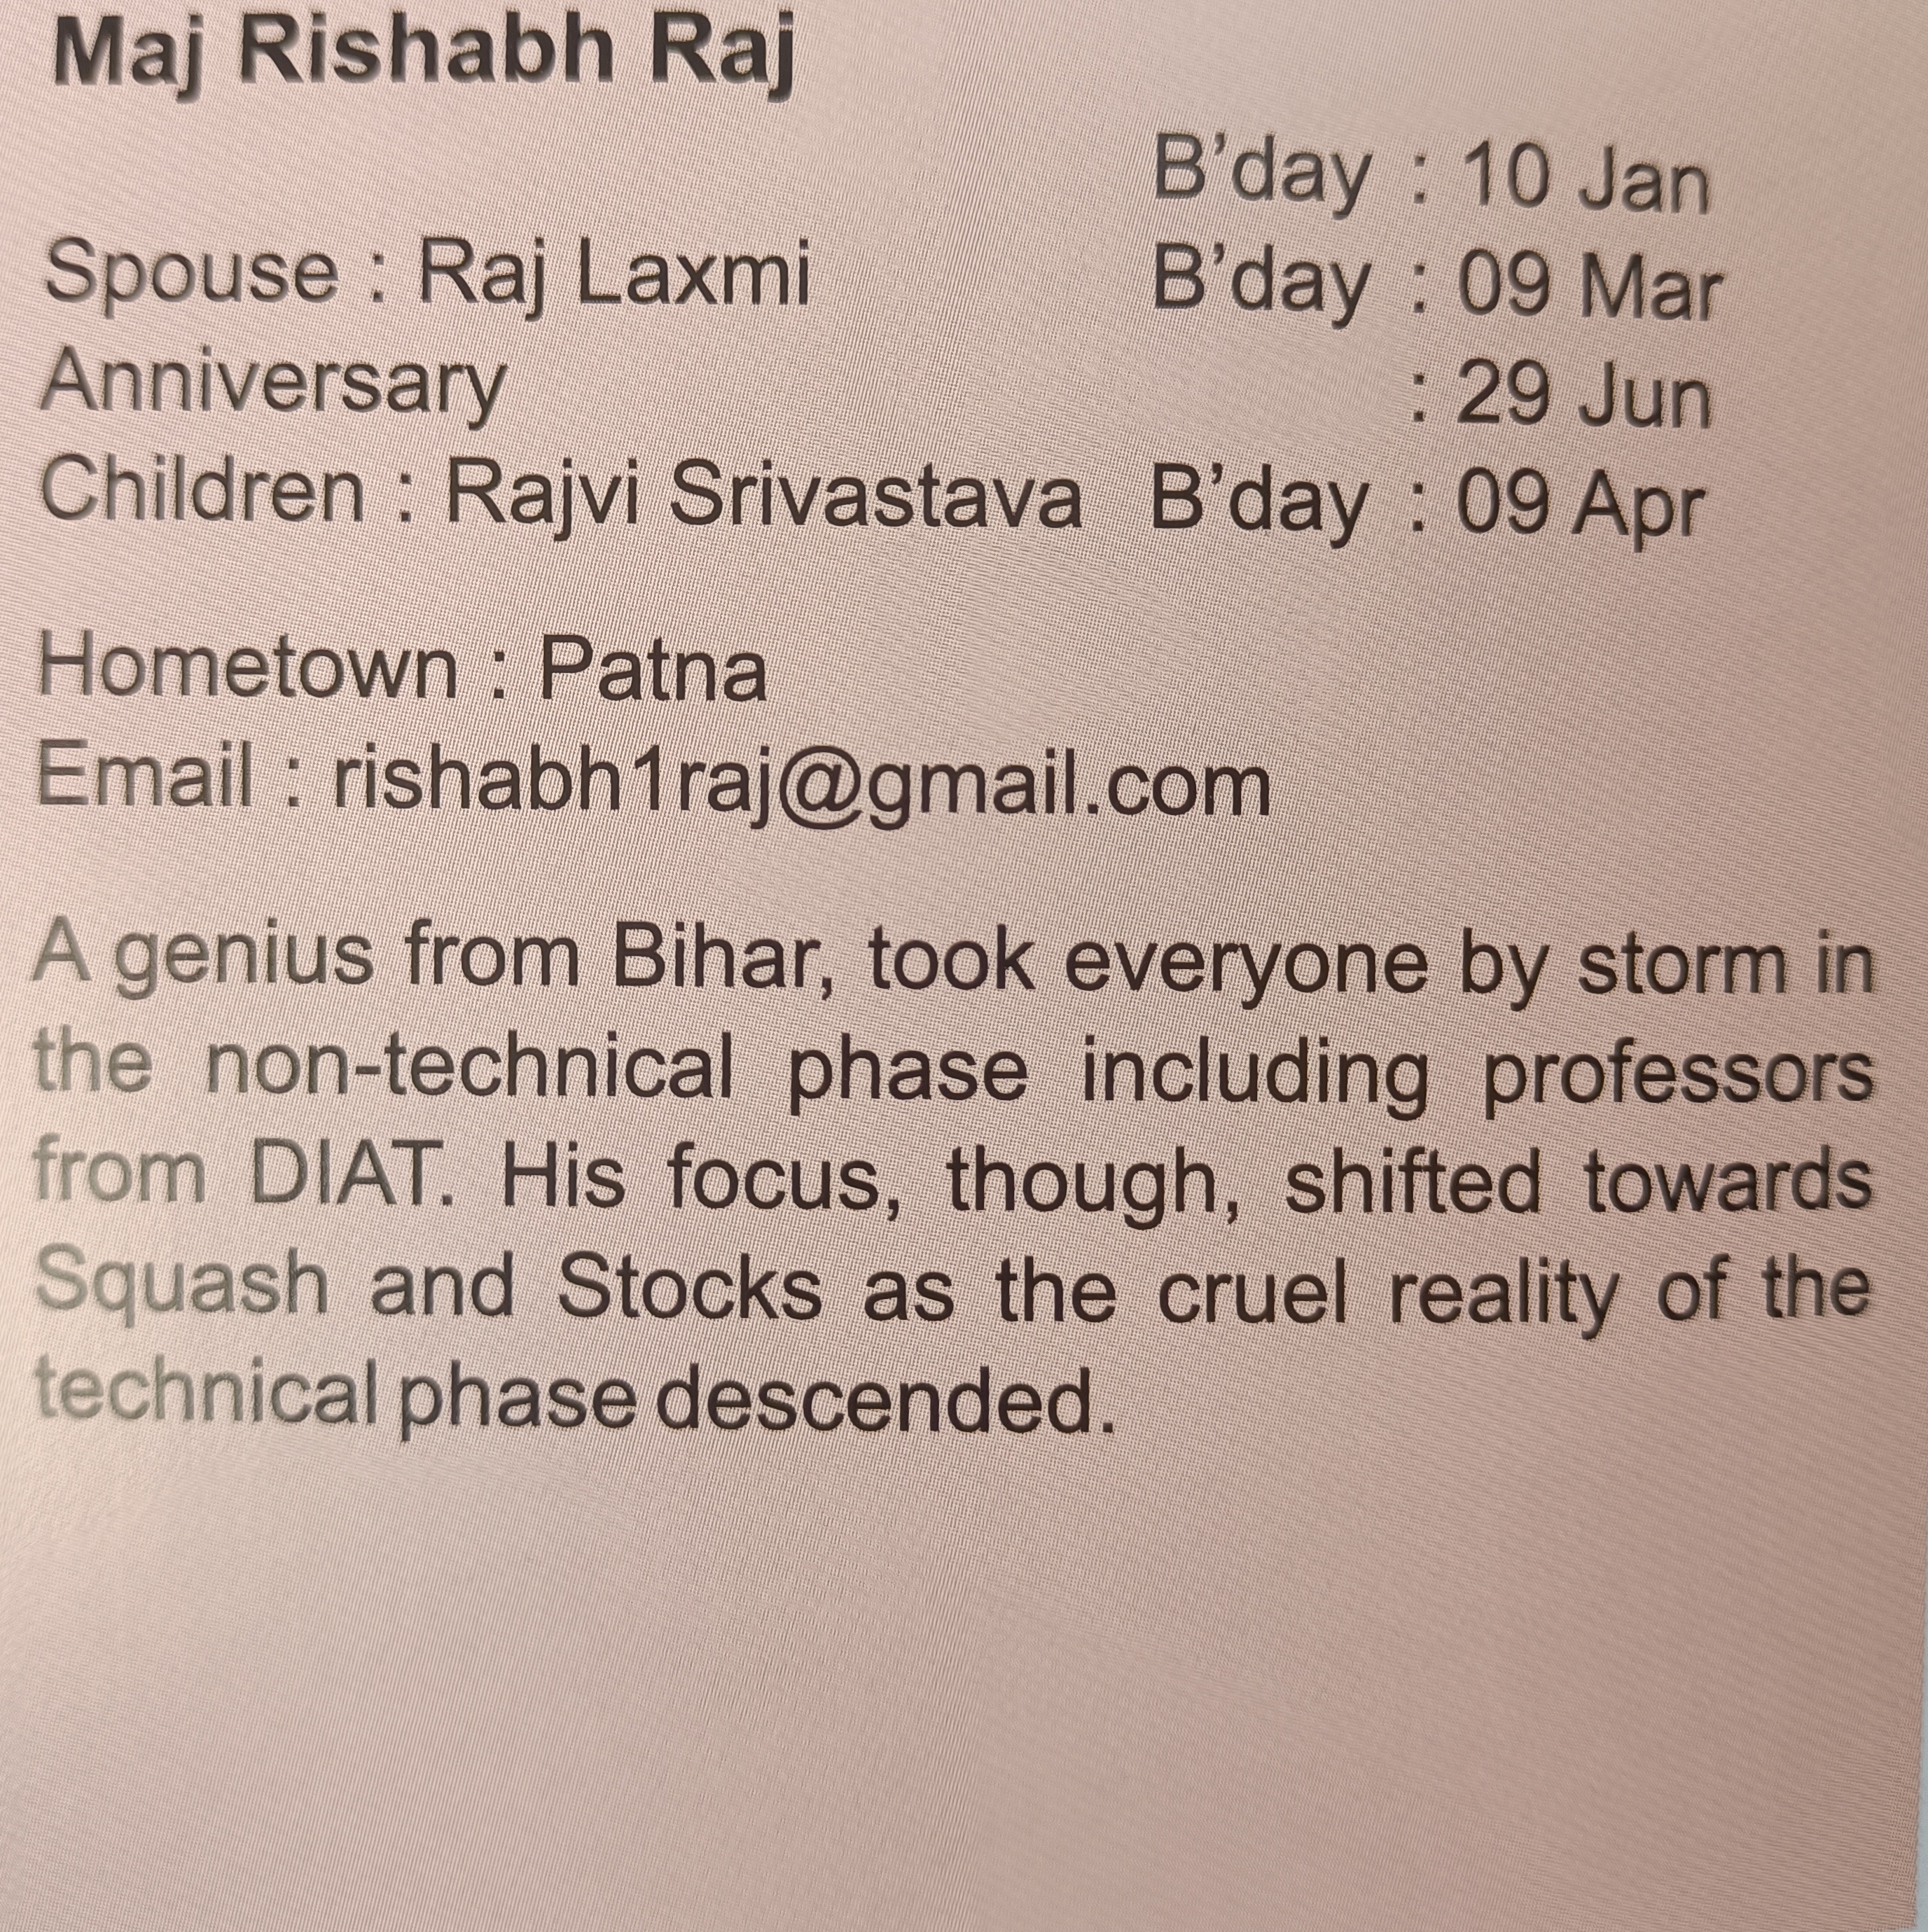 Maj Rishabh Raj
B'day : 10 Jan
Spouse : Raj Laxmi B'day : 09 Mar
Anniversary : 29 Jun
Children : Rajvi Srivastava B'day : 09 Apr
Hometown : Patna
Email : rishabh1raj@gmail.com
A genius from Bihar, took everyone by storm in
the non-technical phase including professors
from DIAT. His focus, though, shifted towards
Squash and Stocks as the cruel reality of the
technical phase descended.